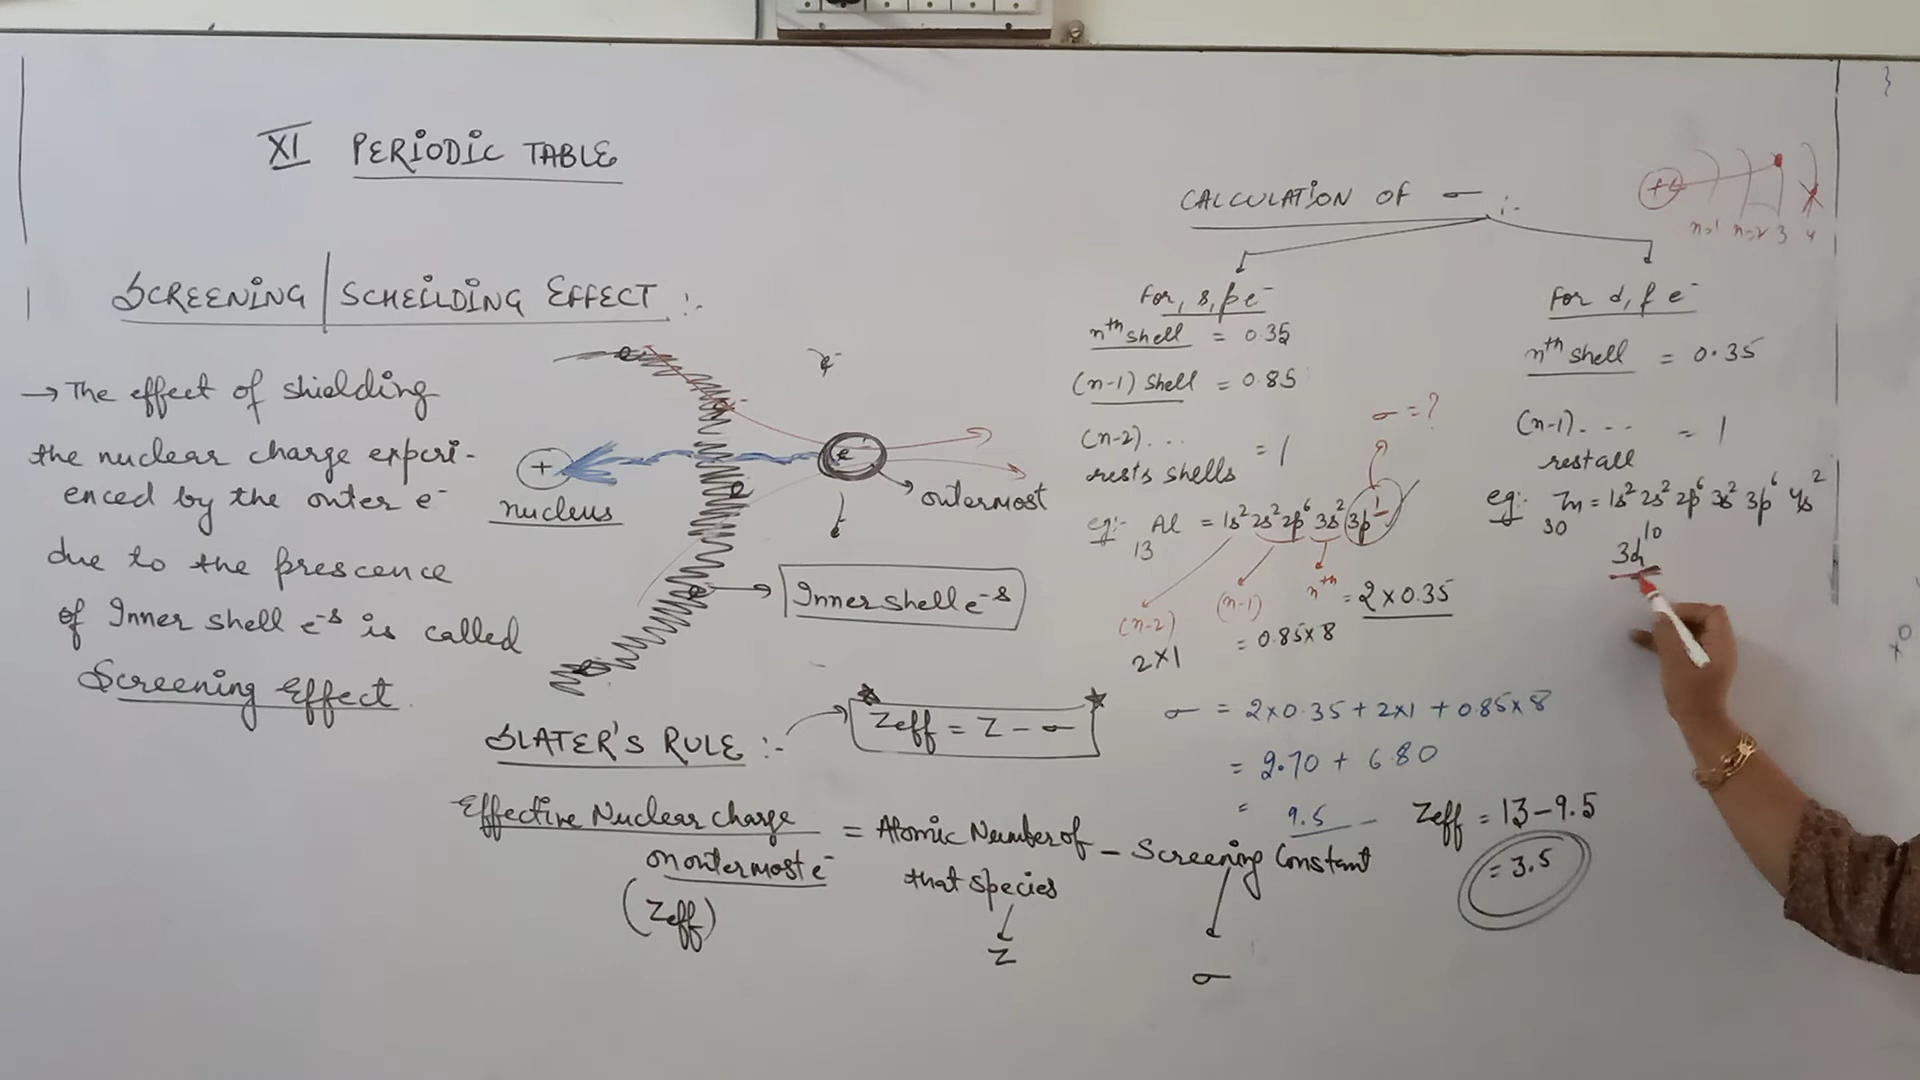 XI PERIODIC TABLE
SCREENING | SCHEILDING EFFECT :-
→ The effect of shielding
the nuclear charge experi-
enced by the outer e⁻
due to the prescence
of Inner shell e⁻s is called
Screening Effect.
e⁻
e⁻
+
nucleus
e
e
e⁻
outermost
Inner shell e⁻s
SLATER'S RULE :-
Zeff = Z - σ
Effective Nuclear charge
on outermost e⁻
(Zeff)
= Atomic Number of
that species
Z
- Screening Constant
σ
CALCULATION OF σ :-
+
n=1 n=2 3 4
For, s,p e⁻
nth shell = 0.35
(n-1) shell = 0.85
(n-2)...
rests shells = 1
σ = ?
eg:- Al = 1s² 2s² 2p⁶ 3s² 3p¹
13
(n-2) (n-1) nth
2×1 = 0.85×8 = 2×0.35
σ = 2×0.35 + 2×1 + 0.85×8
= 2.70 + 6.80
= 9.5
Zeff = 13-9.5
= 3.5
For d,f e⁻
nth shell = 0.35
(n-1)....
rest all = 1
eg:- Zn = 1s² 2s² 2p⁶ 3s² 3p⁶ 4s²
30
3d¹⁰